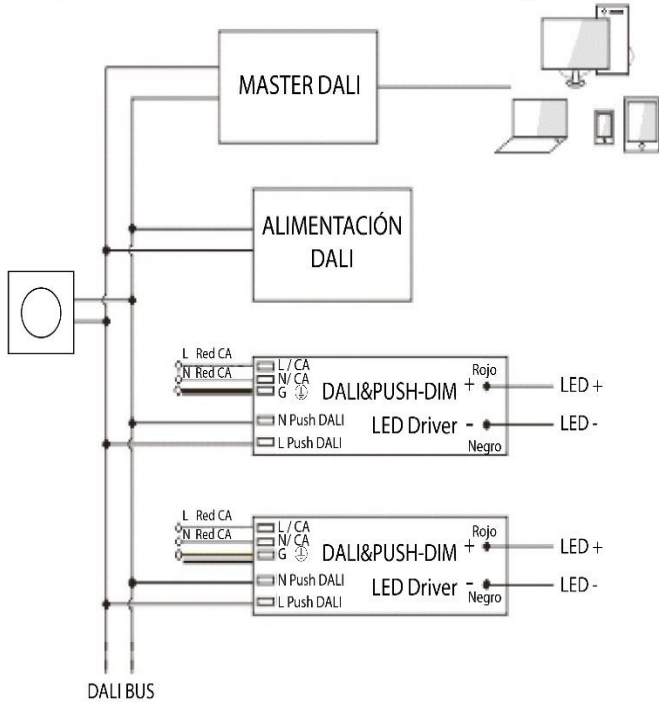 MASTER DALI
ALIMENTACIÓN
DALI
L Red CA
N Red CA
L / CA
N/ CA
G
N Push DALI
L Push DALI
DALI&PUSH-DIM
LED Driver
Rojo
+
-
Negro
LED +
LED -
L Red CA
N Red CA
L / CA
N/ CA
G
N Push DALI
L Push DALI
DALI&PUSH-DIM
LED Driver
Rojo
+
-
Negro
LED +
LED -
DALI BUS